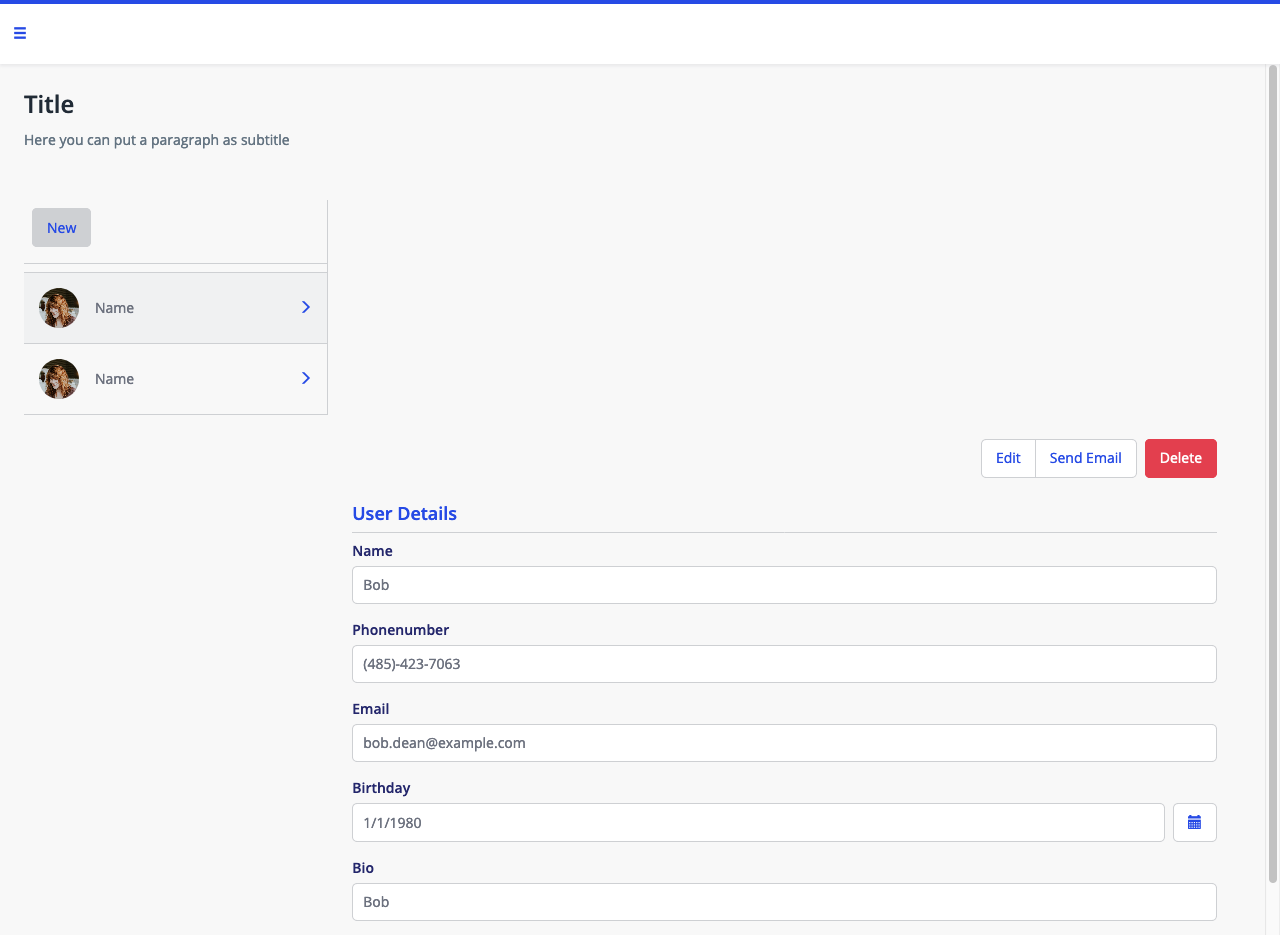 Title
Here you can put a paragraph as subtitle
New
Name
Name
Edit
Send Email
Delete
User Details
Name
Bob
Phonenumber
(485)-423-7063
Email
bob.dean@example.com
Birthday
1/1/1980
Bio
Bob